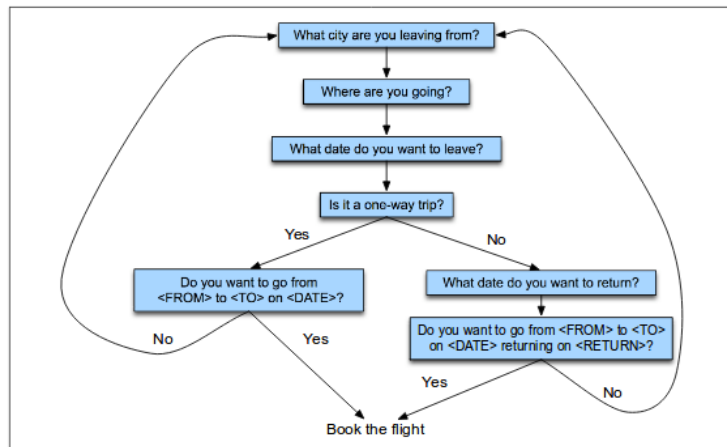 What city are you leaving from?
Where are you going?
What date do you want to leave?
Is it a one-way trip?
Yes
No
Do you want to go from
<FROM> to <TO> on <DATE>?
What date do you want to return?
Do you want to go from <FROM> to <TO>
on <DATE> returning on <RETURN>?
No
Yes
Yes
No
Book the flight